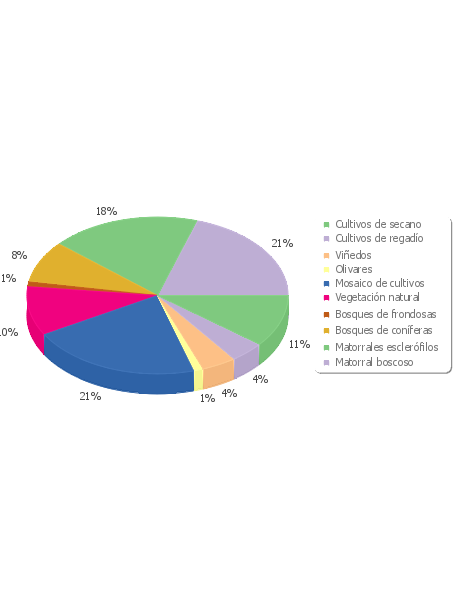 18%
21%
8%
1%
10%
21%
1%
4%
4%
11%
Cultivos de secano
Cultivos de regadío
Viñedos
Olivares
Mosaico de cultivos
Vegetación natural
Bosques de frondosas
Bosques de coníferas
Matorrales esclerófilos
Matorral boscoso